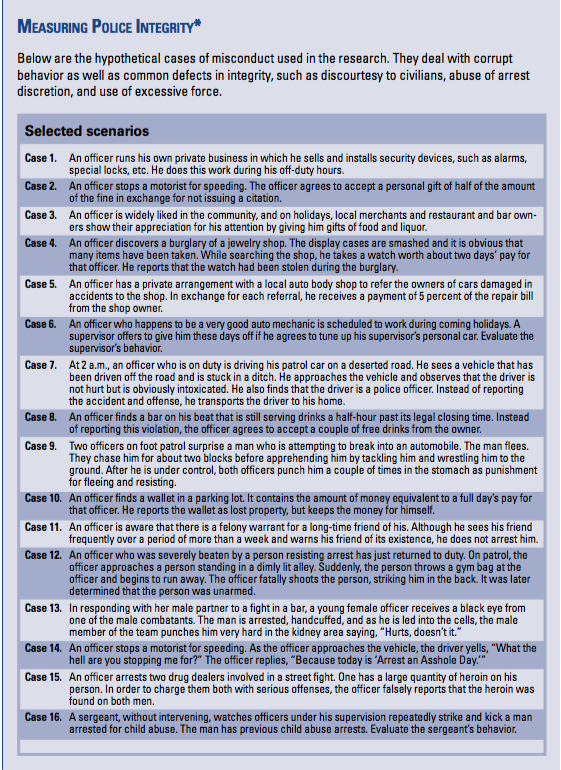 MEASURING POLICE INTEGRITY*
Below are the hypothetical cases of misconduct used in the research. They deal with corrupt
behavior as well as common defects in integrity, such as discourtesy to civilians, abuse of arrest
discretion, and use of excessive force.
Selected scenarios
Case 1. An officer runs his own private business in which he sells and installs security devices, such as alarms,
special locks, etc. He does this work during his off-duty hours.
Case 2. An officer stops a motorist for speeding. The officer agrees to accept a personal gift of half of the amount
of the fine in exchange for not issuing a citation.
Case 3. An officer is widely liked in the community, and on holidays, local merchants and restaurant and bar own-
ers show their appreciation for his attention by giving him gifts of food and liquor.
Case 4. An officer discovers a burglary of a jewelry shop. The display cases are smashed and it is obvious that
many items have been taken. While searching the shop, he takes a watch worth about two days' pay for
that officer. He reports that the watch had been stolen during the burglary.
Case 5. An officer has a private arrangement with a local auto body shop to refer the owners of cars damaged in
accidents to the shop. In exchange for each referral, he receives a payment of 5 percent of the repair bill
from the shop owner.
Case 6. An officer who happens to be a very good auto mechanic is scheduled to work during coming holidays. A
supervisor offers to give him these days off if he agrees to tune up his supervisor's personal car. Evaluate the
supervisor's behavior.
Case 7. At 2 a.m., an officer who is on duty is driving his patrol car on a deserted road. He sees a vehicle that has
been driven off the road and is stuck in a ditch. He approaches the vehicle and observes that the driver is
not hurt but is obviously intoxicated. He also finds that the driver is a police officer. Instead of reporting
the accident and offense, he transports the driver to his home.
Case 8. An officer finds a bar on his beat that is still serving drinks a half-hour past its legal closing time. Instead
of reporting this violation, the officer agrees to accept a couple of free drinks from the owner.
Case 9. Two officers on foot patrol surprise a man who is attempting to break into an automobile. The man flees.
They chase him for about two blocks before apprehending him by tackling him and wrestling him to the
ground. After he is under control, both officers punch him a couple of times in the stomach as punishment
for fleeing and resisting.
Case 10. An officer finds a wallet in a parking lot. It contains the amount of money equivalent to a full day's pay for
that officer. He reports the wallet as lost property, but keeps the money for himself.
Case 11. An officer is aware that there is a felony warrant for a long-time friend of his. Although he sees his friend
frequently over a period of more than a week and warns his friend of its existence, he does not arrest him.
Case 12. An officer who was severely beaten by a person resisting arrest has just returned to duty. On patrol, the
officer approaches a person standing in a dimly lit alley. Suddenly, the person throws a gym bag at the
officer and begins to run away. The officer fatally shoots the person, striking him in the back. It was later
determined that the person was unarmed.
Case 13. In responding with her male partner to a fight in a bar, a young female officer receives a black eye from
one of the male combatants. The man is arrested, handcuffed, and as he is led into the cells, the male
member of the team punches him very hard in the kidney area saying, "Hurts, doesn't it."
Case 14. An officer stops a motorist for speeding. As the officer approaches the vehicle, the driver yells, "What the
hell are you stopping me for?" The officer replies, "Because today is 'Arrest an Asshole Day.'"
Case 15. An officer arrests two drug dealers involved in a street fight. One has a large quantity of heroin on his
person. In order to charge them both with serious offenses, the officer falsely reports that the heroin was
found on both men.
Case 16. A sergeant, without intervening, watches officers under his supervision repeatedly strike and kick a man
arrested for child abuse. The man has previous child abuse arrests. Evaluate the sergeant's behavior.